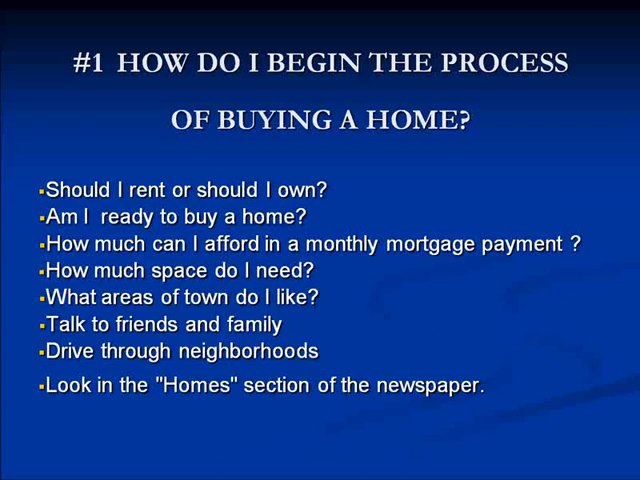 #1 HOW DO I BEGIN THE PROCESS
OF BUYING A HOME?
▪Should I rent or should I own?
▪Am I ready to buy a home?
▪How much can I afford in a monthly mortgage payment ?
▪How much space do I need?
▪What areas of town do I like?
▪Talk to friends and family
▪Drive through neighborhoods
▪Look in the "Homes" section of the newspaper.